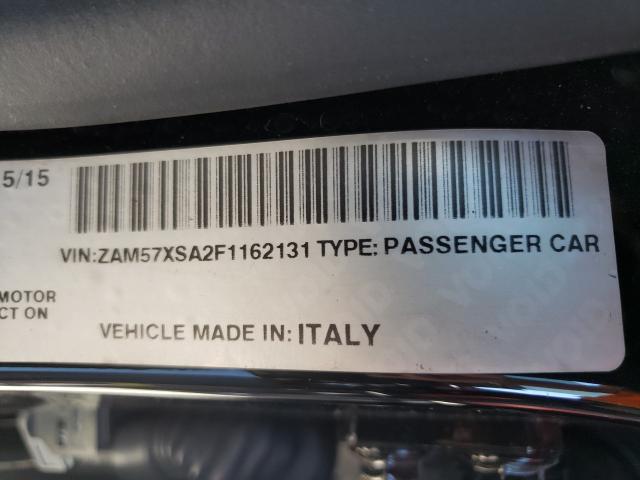 5/15
VIN:ZAM57XSA2F1162131 TYPE: PASSENGER CAR
MOTOR
CT ON
VEHICLE MADE IN: ITALY